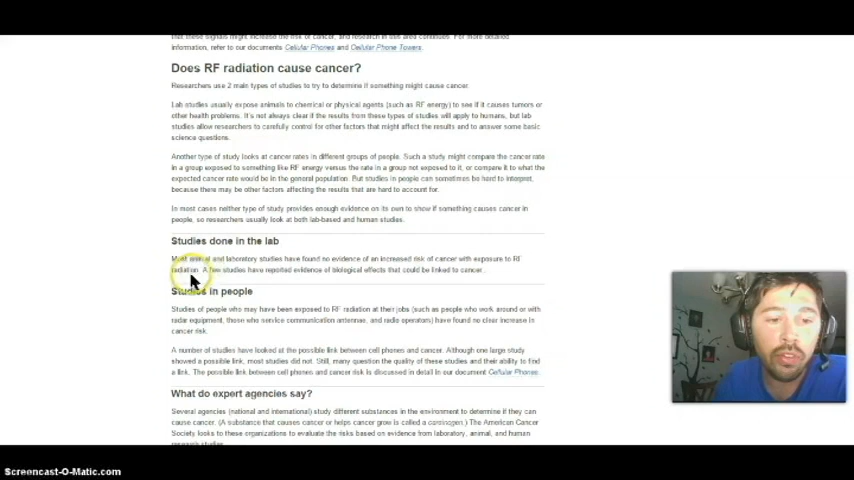 that these signals might increase the risk of cancer, and research in this area continues. For more detailed
information, refer to our documents Cellular Phones and Cellular Phone Towers.
Does RF radiation cause cancer?
Researchers use 2 main types of studies to try to determine if something might cause cancer.
Lab studies usually expose animals to chemical or physical agents (such as RF energy) to see if it causes tumors or
other health problems. It's not always clear if the results from these types of studies will apply to humans, but lab
studies allow researchers to carefully control for other factors that might affect the results and to answer some basic
science questions.
Another type of study looks at cancer rates in different groups of people. Such a study might compare the cancer rate
in a group exposed to something like RF energy versus the rate in a group not exposed to it, or compare it to what the
expected cancer rate would be in the general population. But studies in people can sometimes be hard to interpret,
because there may be other factors affecting the results that are hard to account for.
In most cases neither type of study provides enough evidence on its own to show if something causes cancer in
people, so researchers usually look at both lab-based and human studies.
Studies done in the lab
Most animal and laboratory studies have found no evidence of an increased risk of cancer with exposure to RF
radiation. A few studies have reported evidence of biological effects that could be linked to cancer.
Studies in people
Studies of people who may have been exposed to RF radiation at their jobs (such as people who work around or with
radar equipment, those who service communication antennae, and radio operators) have found no clear increase in
cancer risk.
A number of studies have looked at the possible link between cell phones and cancer. Although one large study
showed a possible link, most studies did not. Still, many question the quality of these studies and their ability to find
a link. The possible link between cell phones and cancer risk is discussed in detail in our document Cellular Phones.
What do expert agencies say?
Several agencies (national and international) study different substances in the environment to determine if they can
cause cancer. (A substance that causes cancer or helps cancer grow is called a carcinogen.) The American Cancer
Society looks to these organizations to evaluate the risks based on evidence from laboratory, animal, and human
research studies.
Screencast-O-Matic.com